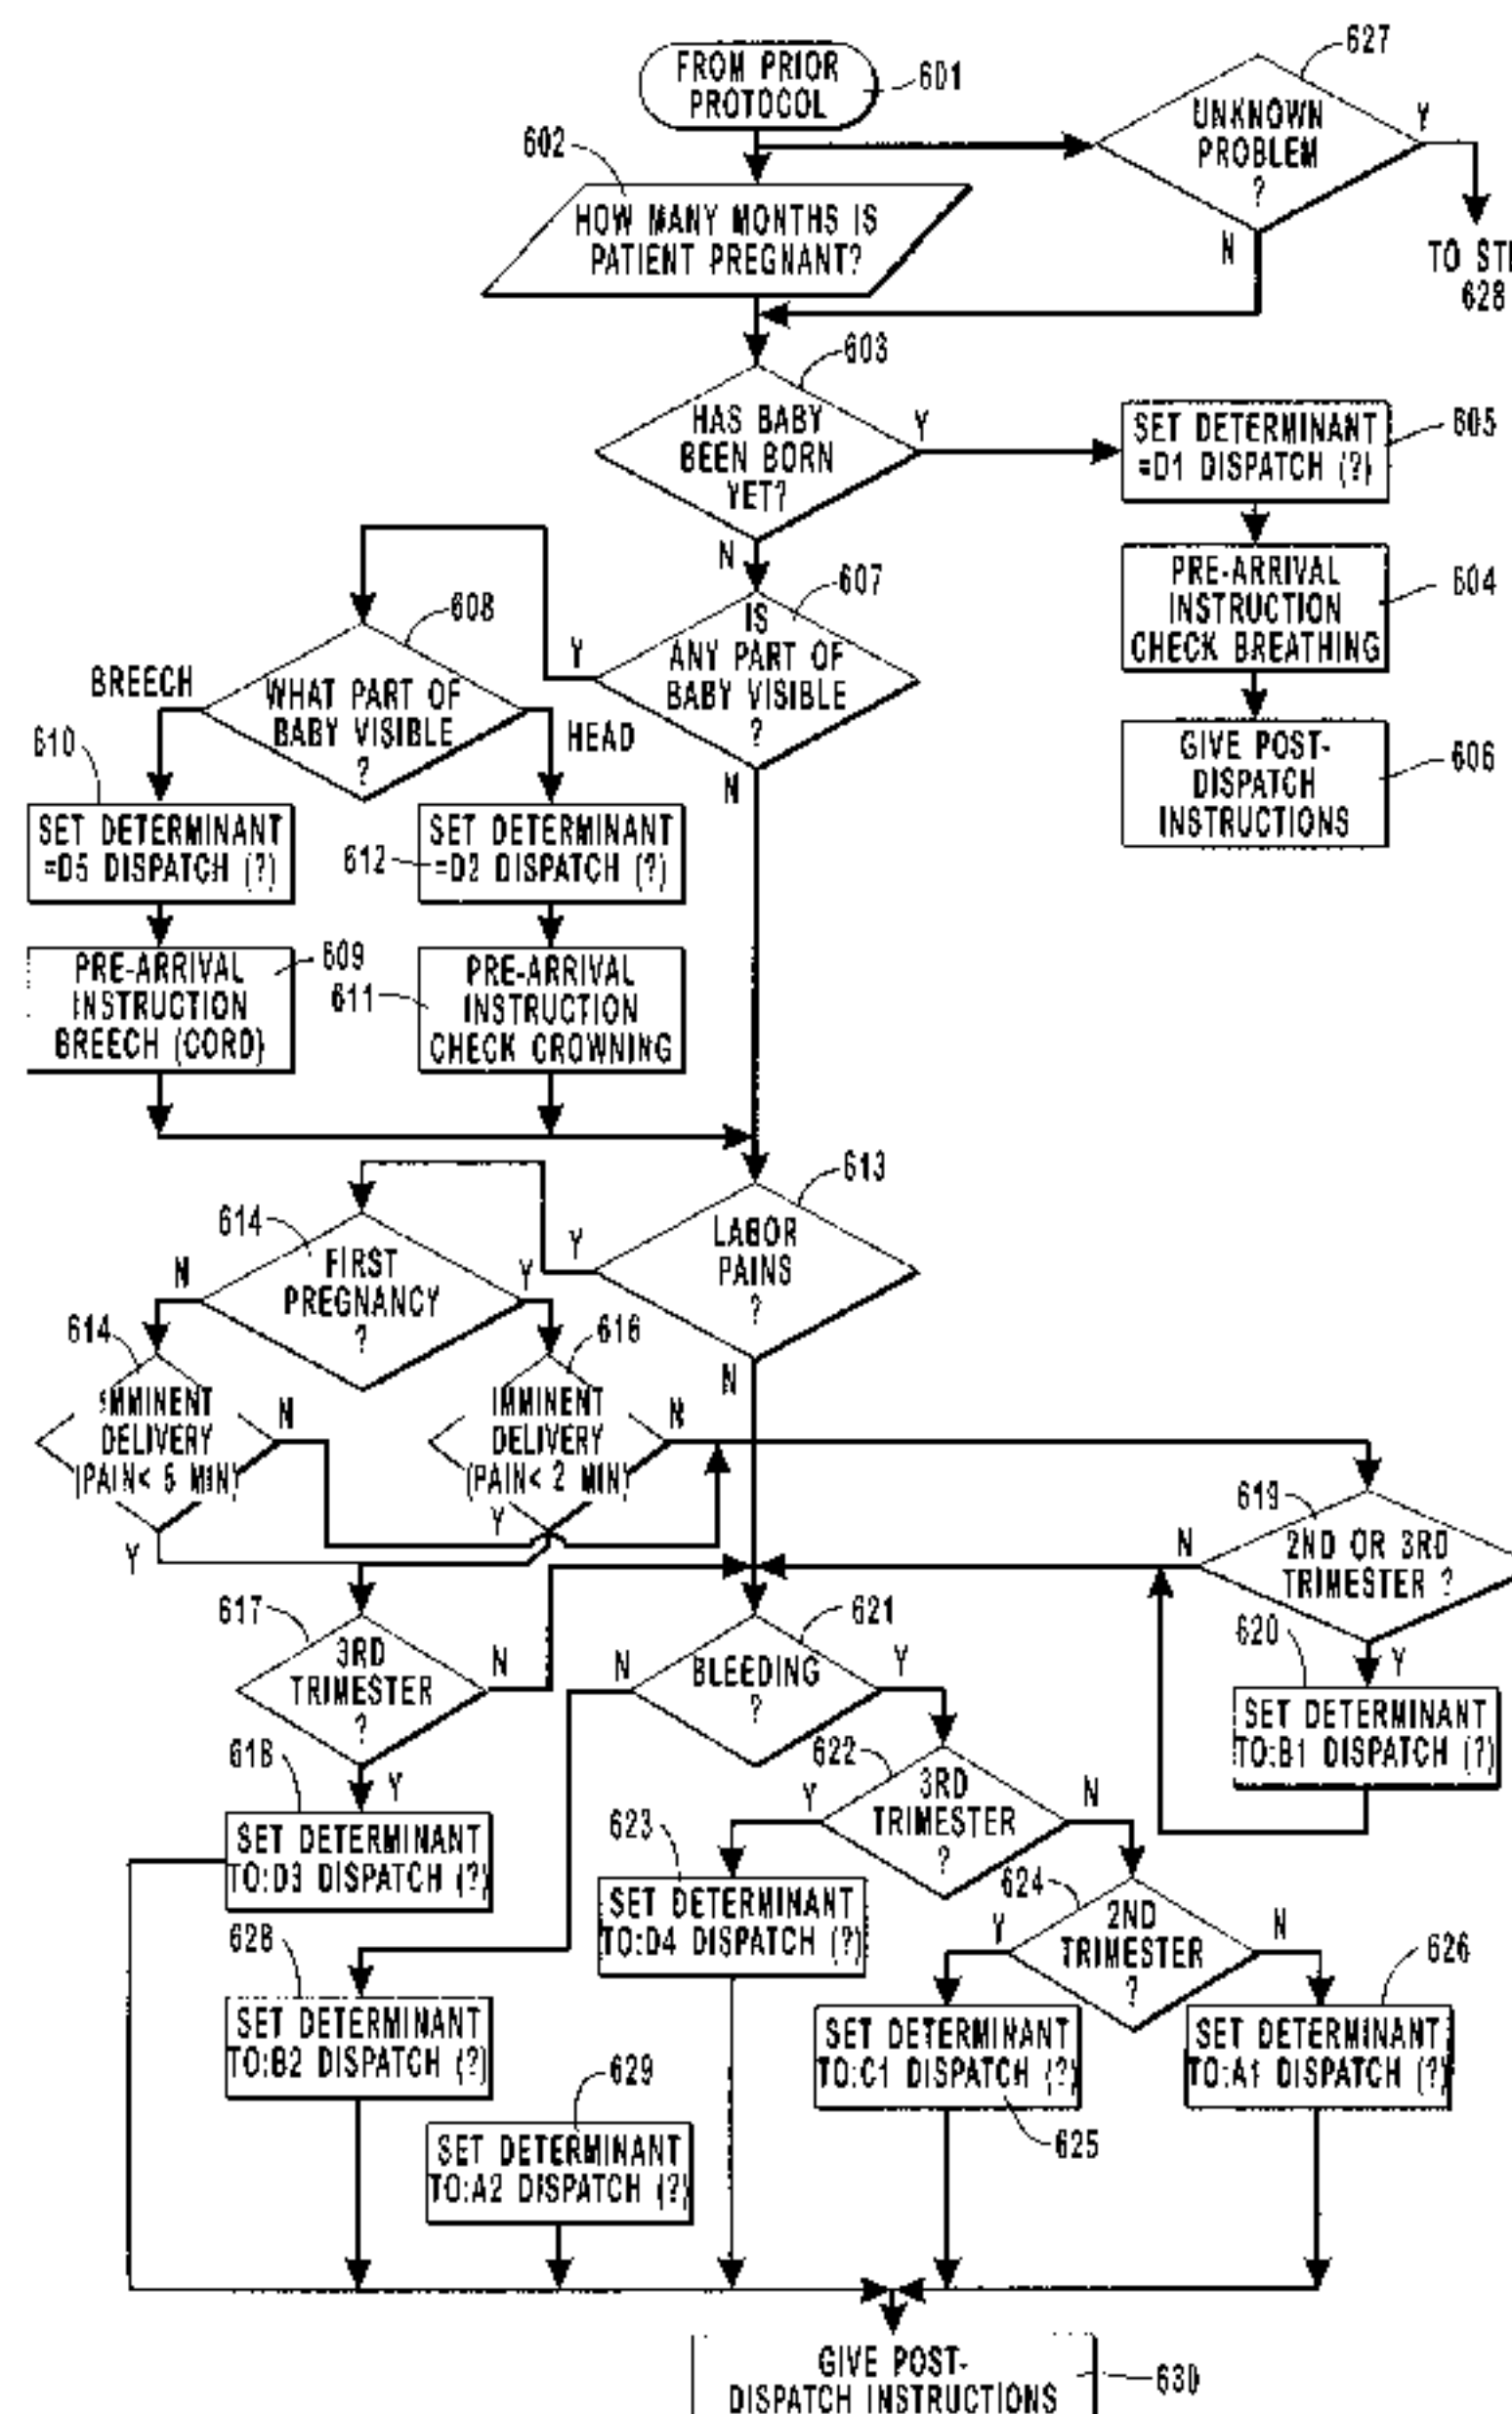 FROM PRIOR
PROTOCOL
601
627
UNKNOWN
PROBLEM
?
Y
N
TO
628
602
HOW MANY MONTHS IS
PATIENT PREGNANT?
603
HAS BABY
BEEN BORN
YET?
Y
N
SET DETERMINANT
=D1 DISPATCH (?)
605
PRE-ARRIVAL
INSTRUCTION
CHECK BREATHING
604
GIVE POST-
DISPATCH
INSTRUCTIONS
606
607
IS
ANY PART OF
BABY VISIBLE
?
Y
N
608
WHAT PART OF
BABY VISIBLE
?
BREECH
HEAD
610
SET DETERMINANT
=D5 DISPATCH (?)
612
SET DETERMINANT
=D2 DISPATCH (?)
609
PRE-ARRIVAL
INSTRUCTION
BREECH (CORD)
611
PRE-ARRIVAL
INSTRUCTION
CHECK CROWNING
613
LABOR
PAINS
?
Y
N
614
FIRST
PREGNANCY
?
N
Y
614
IMMINENT
DELIVERY
(PAIN< 5 MIN)
N
Y
616
IMMINENT
DELIVERY
(PAIN< 2 MIN)
N
Y
619
2ND OR 3RD
TRIMESTER ?
N
Y
620
SET DETERMINANT
TO:B1 DISPATCH (?)
617
3RD
TRIMESTER
?
N
Y
621
BLEEDING
?
N
Y
618
SET DETERMINANT
TO:D3 DISPATCH (?)
622
3RD
TRIMESTER
?
Y
N
623
SET DETERMINANT
TO:D4 DISPATCH (?)
624
2ND
TRIMESTER
?
Y
N
628
SET DETERMINANT
TO:B2 DISPATCH (?)
SET DETERMINANT
TO:C1 DISPATCH (?)
625
626
SET DETERMINANT
TO:A1 DISPATCH (?)
629
SET DETERMINANT
TO:A2 DISPATCH (?)
GIVE POST-
DISPATCH INSTRUCTIONS
630